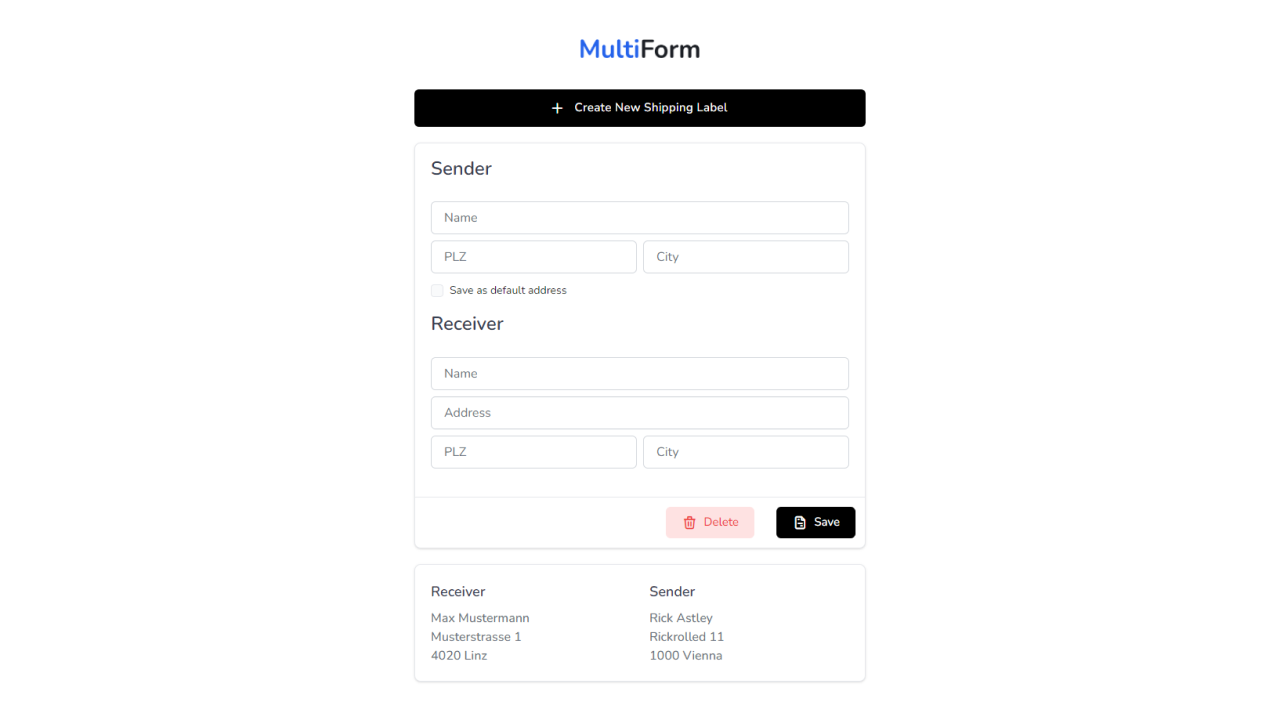 MultiForm
Create New Shipping Label
Sender
Name
PLZ City
Save as default address
Receiver
Name
Address
PLZ City
Delete Save
Receiver Sender
Max Mustermann Rick Astley
Musterstrasse 1 Rickrolled 11
4020 Linz 1000 Vienna